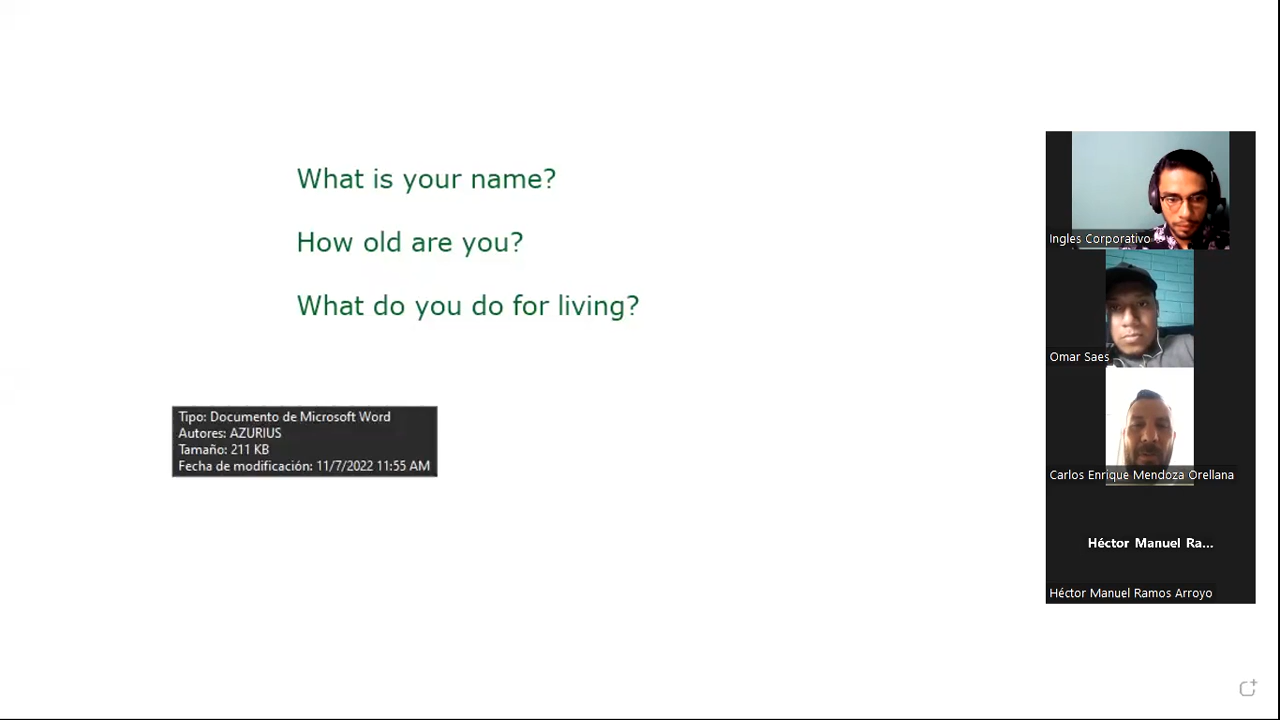 What is your name?
How old are you?
What do you do for living?
Tipo: Documento de Microsoft Word
Autores: AZURIUS
Tamaño: 211 KB
Fecha de modificación: 11/7/2022 11:55 AM
Ingles Corporativo
Omar Saes
Carlos Enrique Mendoza Orellana
Héctor Manuel Ra...
Héctor Manuel Ramos Arroyo